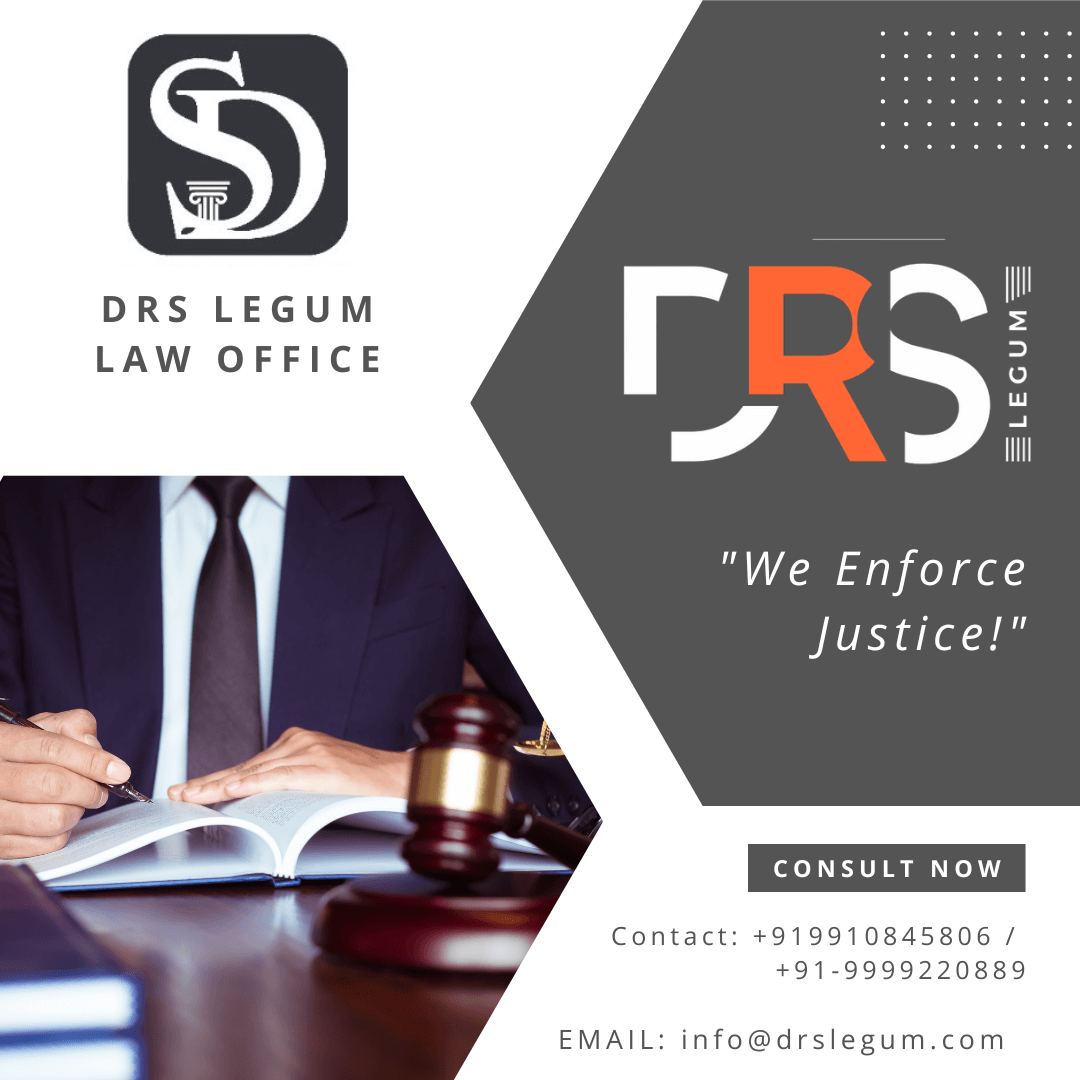 SD
DRS LEGUM
LAW OFFICE
DRS
LEGUM
"We Enforce
Justice!"
CONSULT NOW
Contact: +919910845806 /
+91-9999220889
EMAIL: info@drslegum.com